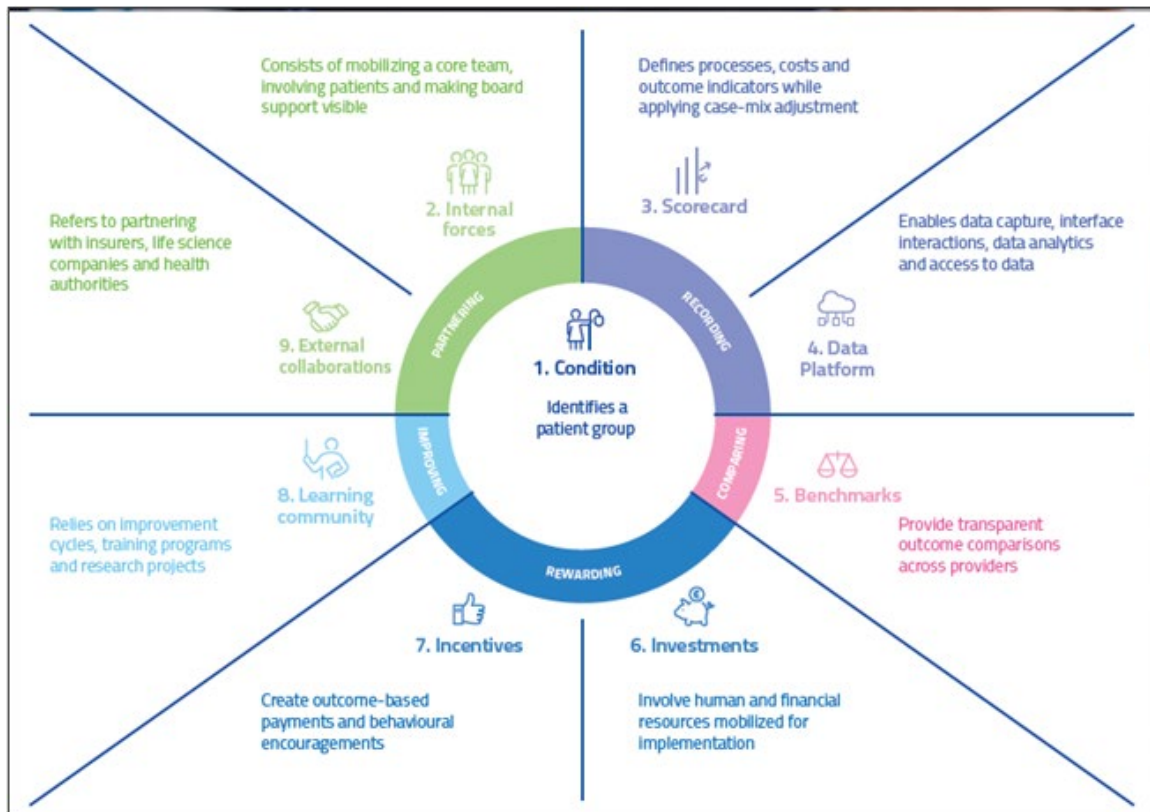 Consists of mobilizing a core team,
involving patients and making board
support visible
2. Internal
forces
Defines processes, costs and
outcome indicators while
applying case-mix adjustment
3. Scorecard
Enables data capture, interface
interactions, data analytics
and access to data
4. Data
Platform
Refers to partnering
with insurers, life science
companies and health
authorities
9. External
collaborations
PARTNERING
RECORDING
1. Condition
Identifies a
patient group
IMPROVING
COMPARING
REWARDING
8. Learning
community
Relies on improvement
cycles, training programs
and research projects
5. Benchmarks
Provide transparent
outcome comparisons
across providers
7. Incentives
Create outcome-based
payments and behavioural
encouragements
6. Investments
Involve human and financial
resources mobilized for
implementation